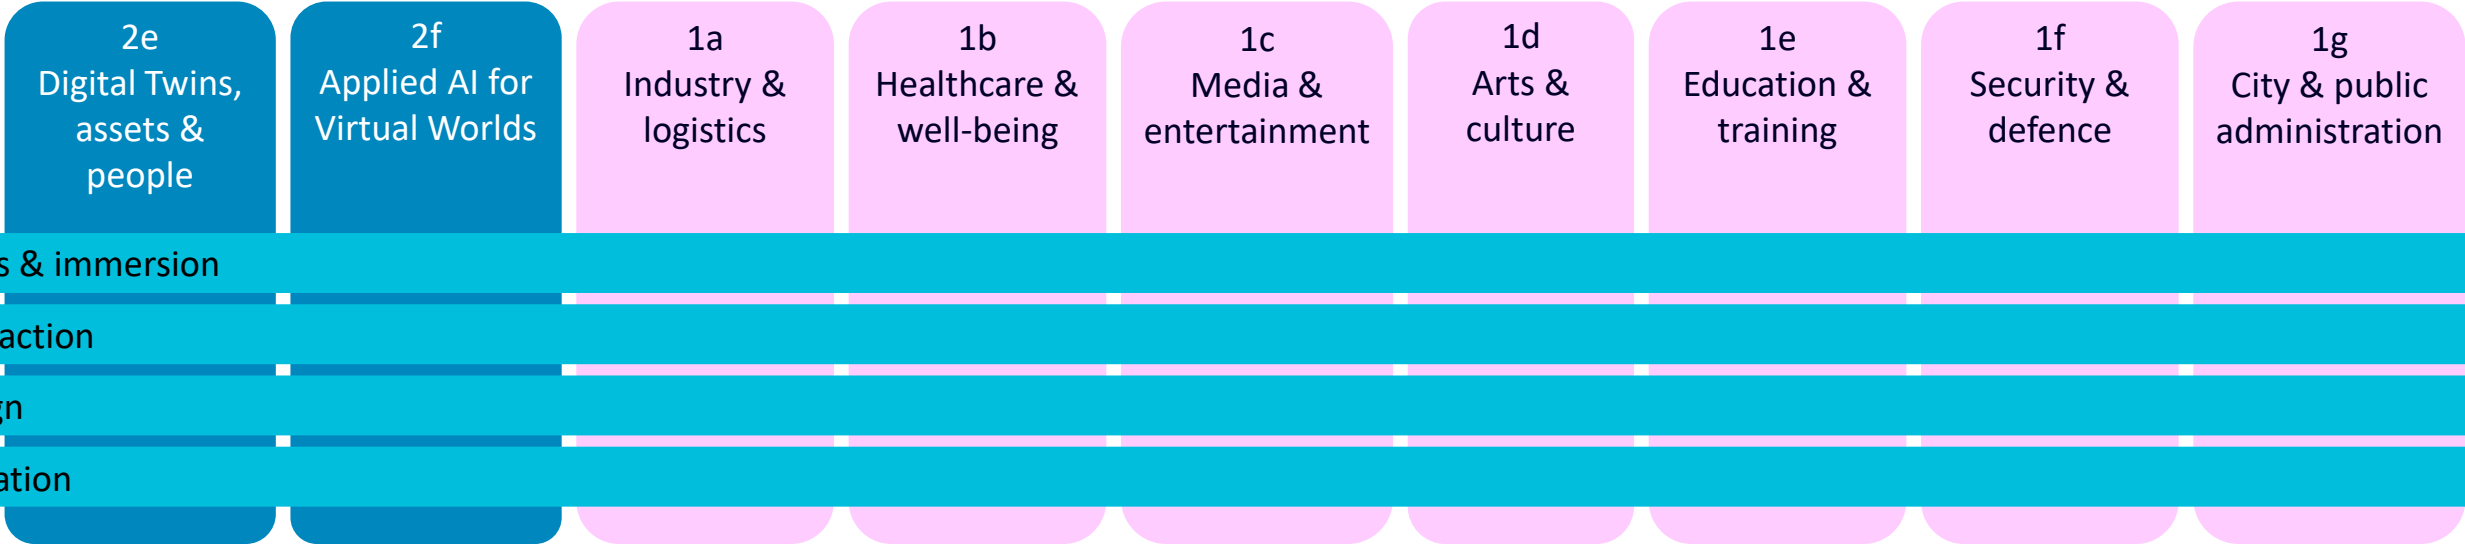 2e
Digital Twins,
assets &
people
2f
Applied AI for
Virtual Worlds
1a
Industry &
logistics
1b
Healthcare &
well-being
1c
Media &
entertainment
1d
Arts &
culture
1e
Education &
training
1f
Security &
defence
1g
City & public
administration
s & immersion
action
gn
ation